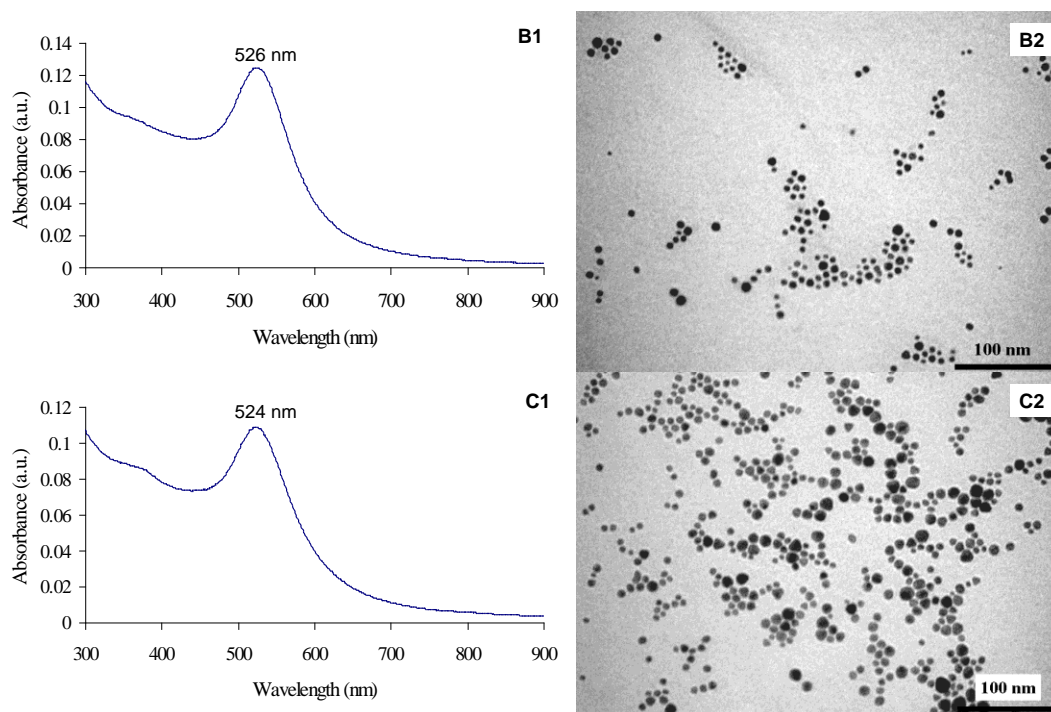 B1
526 nm
Absorbance (a.u.)
0.14
0.12
0.1
0.08
0.06
0.04
0.02
0
300 400 500 600 700 800 900
Wavelength (nm)
B2
100 nm
C1
524 nm
Absorbance (a.u.)
0.12
0.1
0.08
0.06
0.04
0.02
0
300 400 500 600 700 800 900
Wavelength (nm)
C2
100 nm